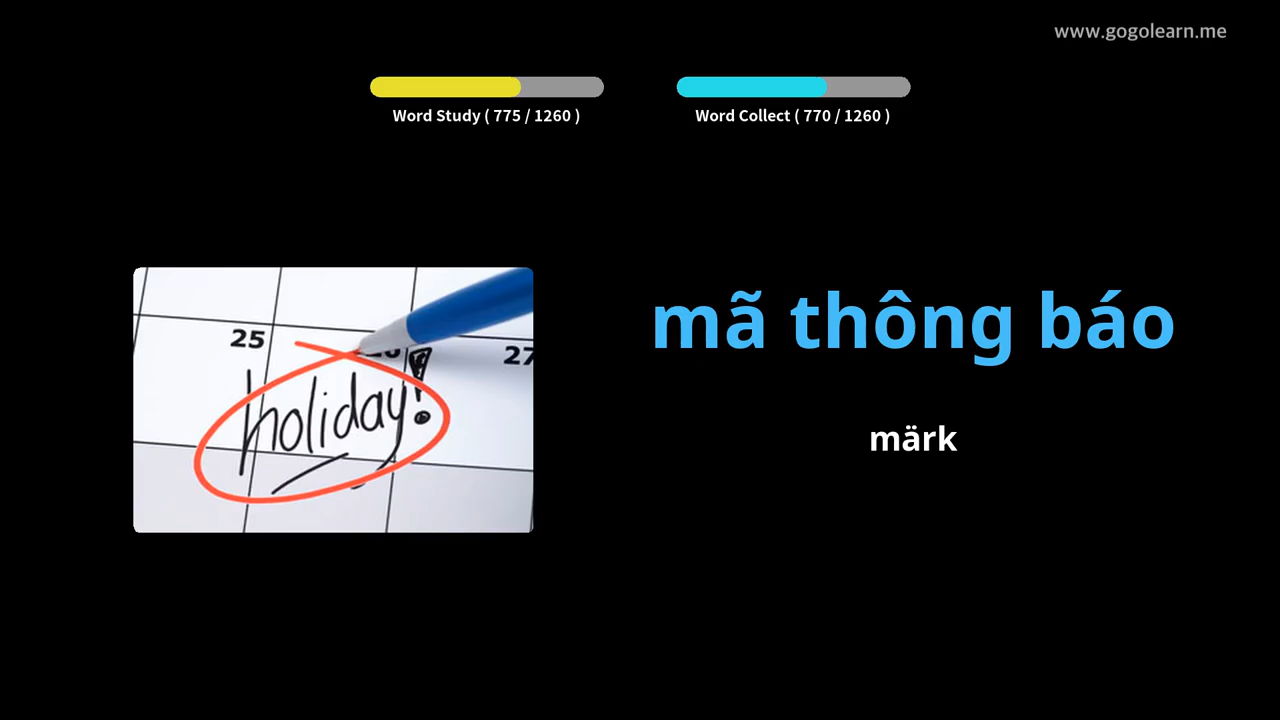 www.gogolearn.me
Word Study ( 775 / 1260 )
Word Collect ( 770 / 1260 )
25
27
holiday!
mã thông báo
märk